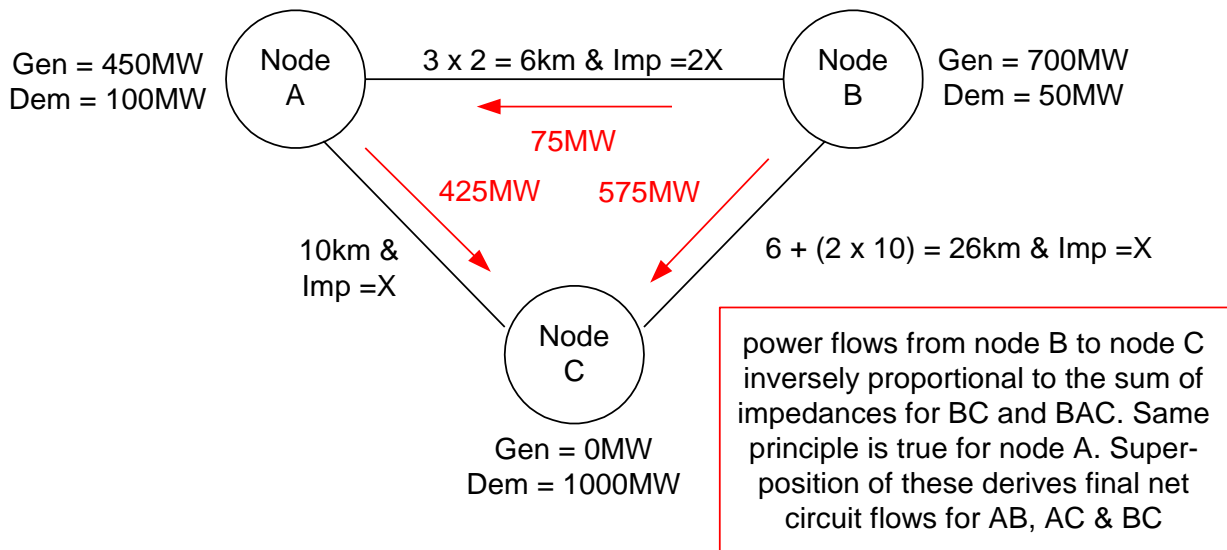 Node
A
Gen = 450MW
Dem = 100MW
3 x 2 = 6km & Imp =2X
Node
B
Gen = 700MW
Dem = 50MW
75MW
425MW
575MW
10km &
Imp =X
6 + (2 x 10) = 26km & Imp =X
Node
C
Gen = 0MW
Dem = 1000MW
power flows from node B to node C
inversely proportional to the sum of
impedances for BC and BAC. Same
principle is true for node A. Super-
position of these derives final net
circuit flows for AB, AC & BC